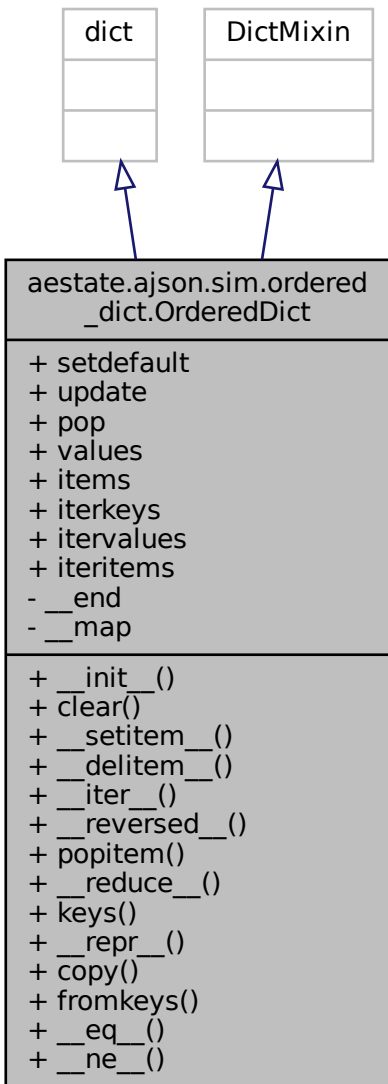 dict
DictMixin
aestate.ajson.sim.ordered
_dict.OrderedDict
+ setdefault
+ update
+ pop
+ values
+ items
+ iterkeys
+ itervalues
+ iteritems
- __end
- __map
+ __init__()
+ clear()
+ __setitem__()
+ __delitem__()
+ __iter__()
+ __reversed__()
+ popitem()
+ __reduce__()
+ keys()
+ __repr__()
+ copy()
+ fromkeys()
+ __eq__()
+ __ne__()